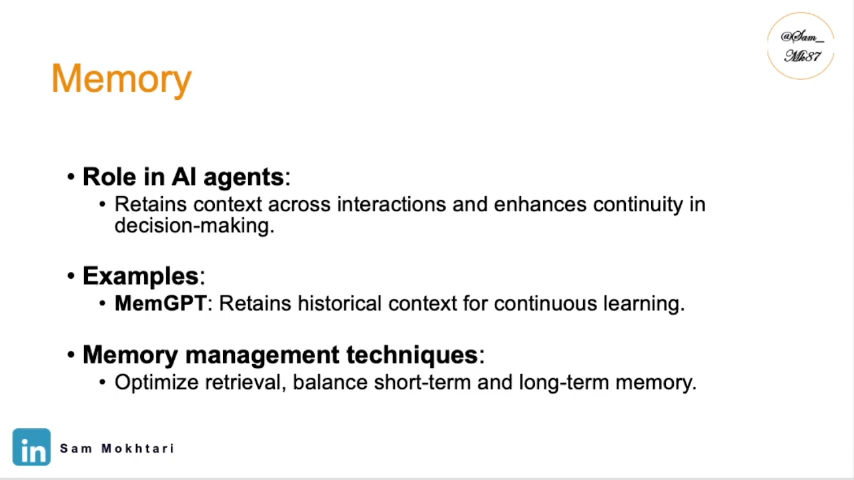 @Sam_
Mk87
Memory
• Role in AI agents:
• Retains context across interactions and enhances continuity in
decision-making.
• Examples:
• MemGPT: Retains historical context for continuous learning.
• Memory management techniques:
• Optimize retrieval, balance short-term and long-term memory.
in
Sam Mokhtari